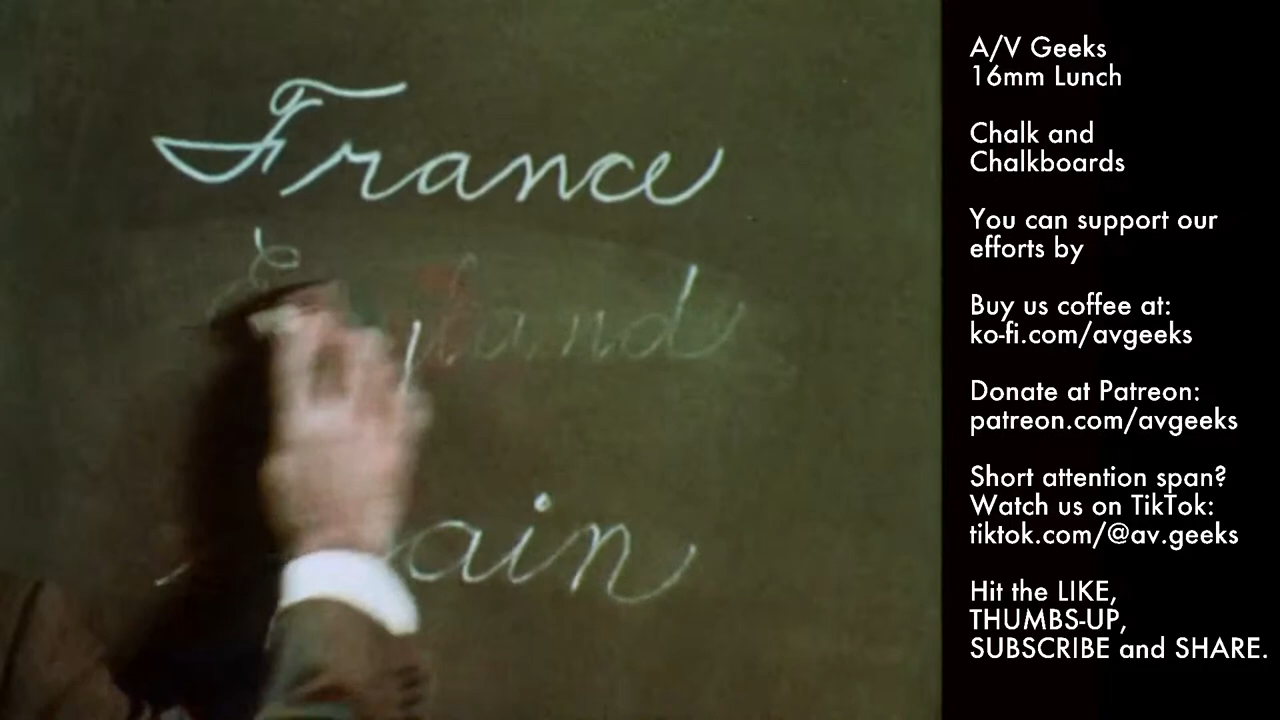 France
A/V Geeks
16mm Lunch
Chalk and
Chalkboards
You can support our
efforts by
Buy us coffee at:
ko-fi.com/avgeeks
Donate at Patreon:
patreon.com/avgeeks
Short attention span?
Watch us on TikTok:
tiktok.com/@av.geeks
Hit the LIKE,
THUMBS-UP,
SUBSCRIBE and SHARE.